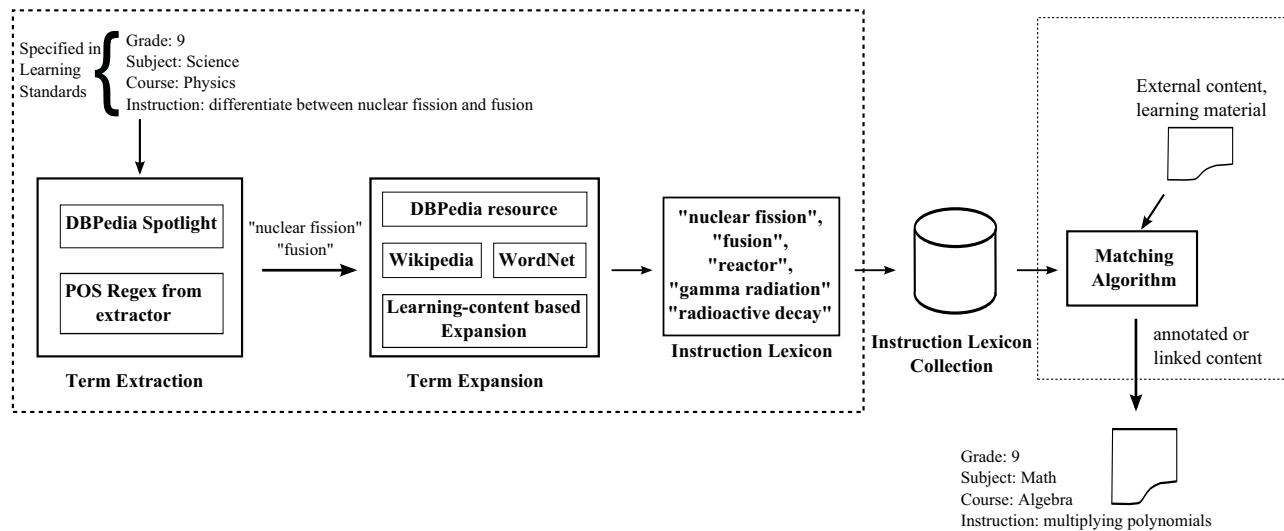 Specified in
Learning
Standards
Grade: 9
Subject: Science
Course: Physics
Instruction: differentiate between nuclear fission and fusion
DBPedia Spotlight
POS Regex from
extractor
Term Extraction
"nuclear fission"
"fusion"
DBPedia resource
Wikipedia
WordNet
Learning-content based
Expansion
Term Expansion
"nuclear fission",
"fusion",
"reactor",
"gamma radiation"
"radioactive decay"
Instruction Lexicon
Instruction Lexicon
Collection
External content,
learning material
Matching
Algorithm
annotated or
linked content
Grade: 9
Subject: Math
Course: Algebra
Instruction: multiplying polynomials